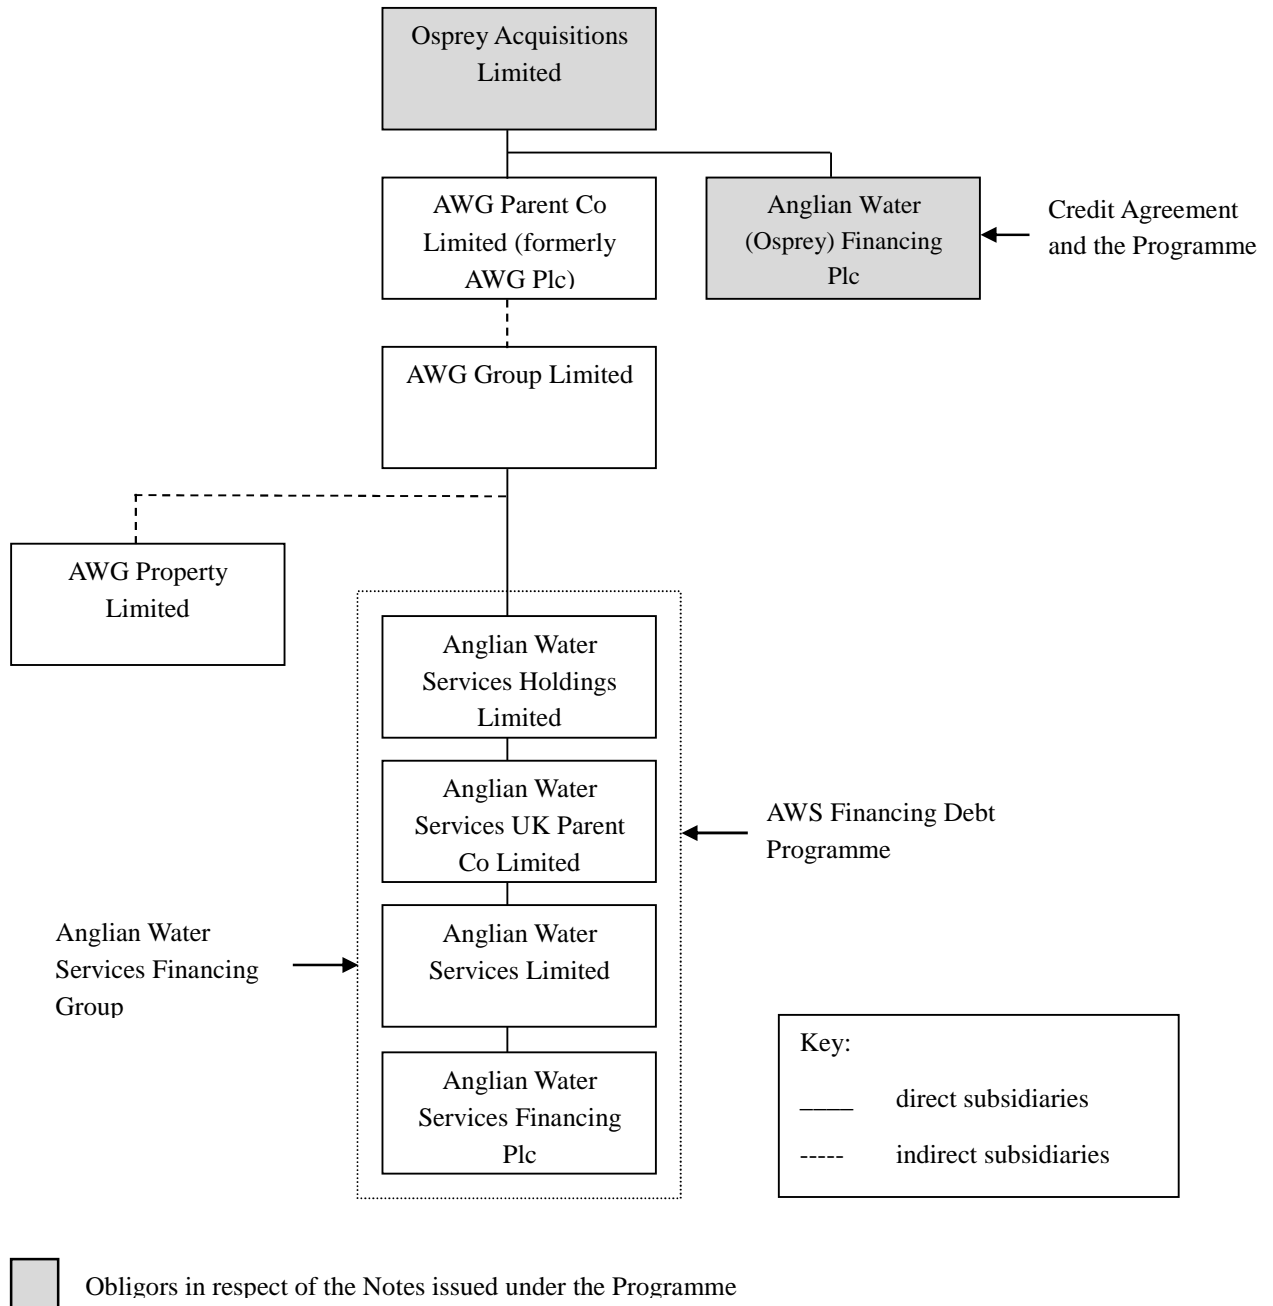 Osprey Acquisitions
Limited
AWG Parent Co
Limited (formerly
AWG Plc)
Anglian Water
(Osprey) Financing
Plc
Credit Agreement
and the Programme
AWG Group Limited
AWG Property
Limited
Anglian Water
Services Holdings
Limited
Anglian Water
Services UK Parent
Co Limited
AWS Financing Debt
Programme
Anglian Water
Services Financing
Group
Anglian Water
Services Limited
Anglian Water
Services Financing
Plc
Key:
____ direct subsidiaries
----- indirect subsidiaries
Obligors in respect of the Notes issued under the Programme